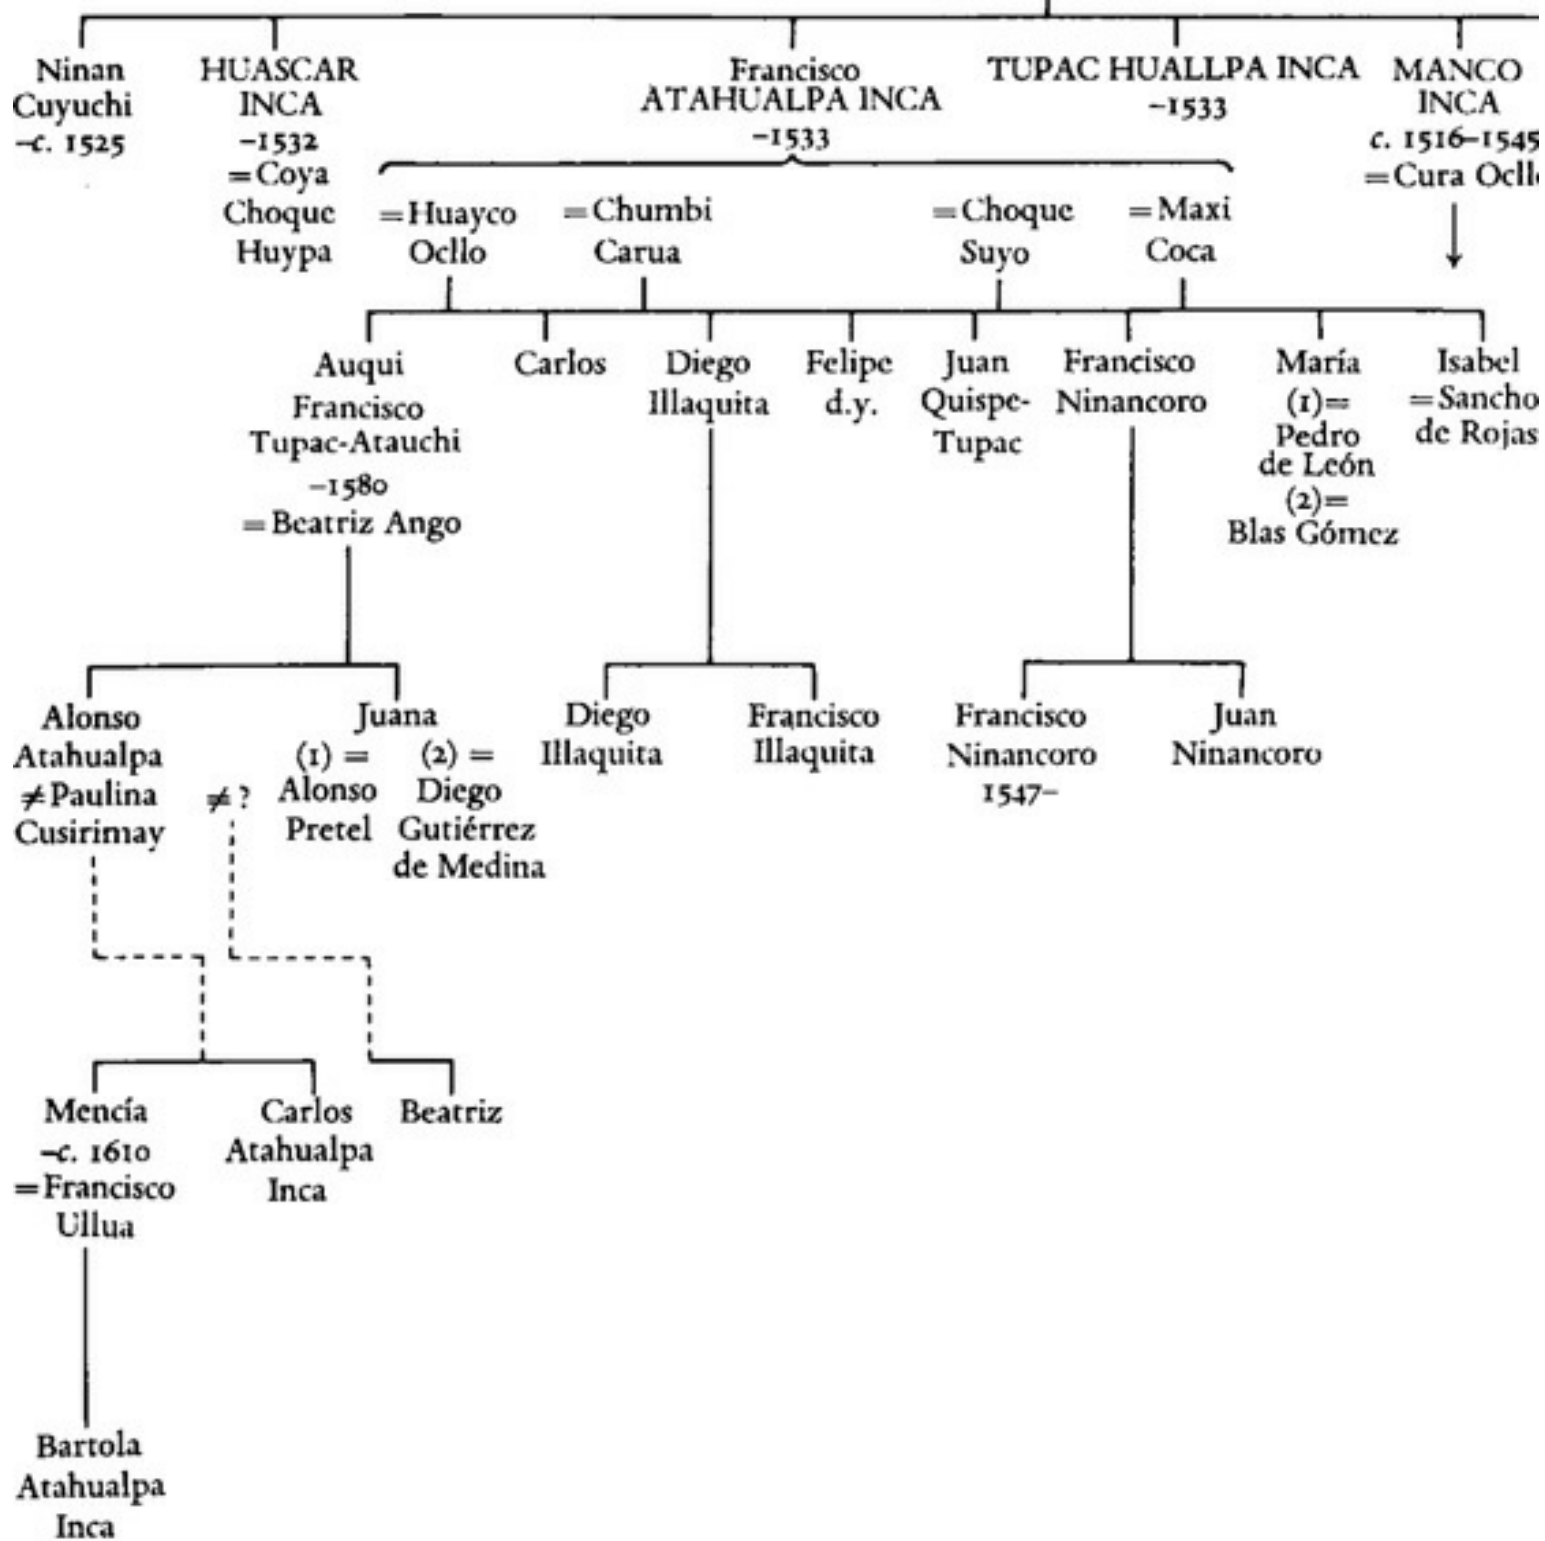 Ninan
Cuyuchi
–c. 1525
HUASCAR
INCA
–1532
=Coya
Choque
Huypa
Francisco
ATAHUALPA INCA
–1533
TUPAC HUALLPA INCA
–1533
MANCO
INCA
c. 1516–1545
=Cura Ocllo
=Huayco
Ocllo
=Chumbi
Carua
=Choque
Suyo
=Maxi
Coca
Auqui
Francisco
Tupac-Atauchi
–1580
=Beatriz Ango
Carlos
Diego
Illaquita
Felipe
d.y.
Juan
Quispe-
Tupac
Francisco
Ninancoro
María
(1)=
Pedro
de León
(2)=
Blas Gómez
Isabel
=Sancho
de Rojas
Alonso
Atahualpa
≠Paulina
Cusirimay
≠?
Juana
(1) =
Alonso
Pretel
(2) =
Diego
Gutiérrez
de Medina
Diego
Illaquita
Francisco
Illaquita
Francisco
Ninancoro
1547–
Juan
Ninancoro
Mencía
–c. 1610
=Francisco
Ullua
Carlos
Atahualpa
Inca
Beatriz
Bartola
Atahualpa
Inca